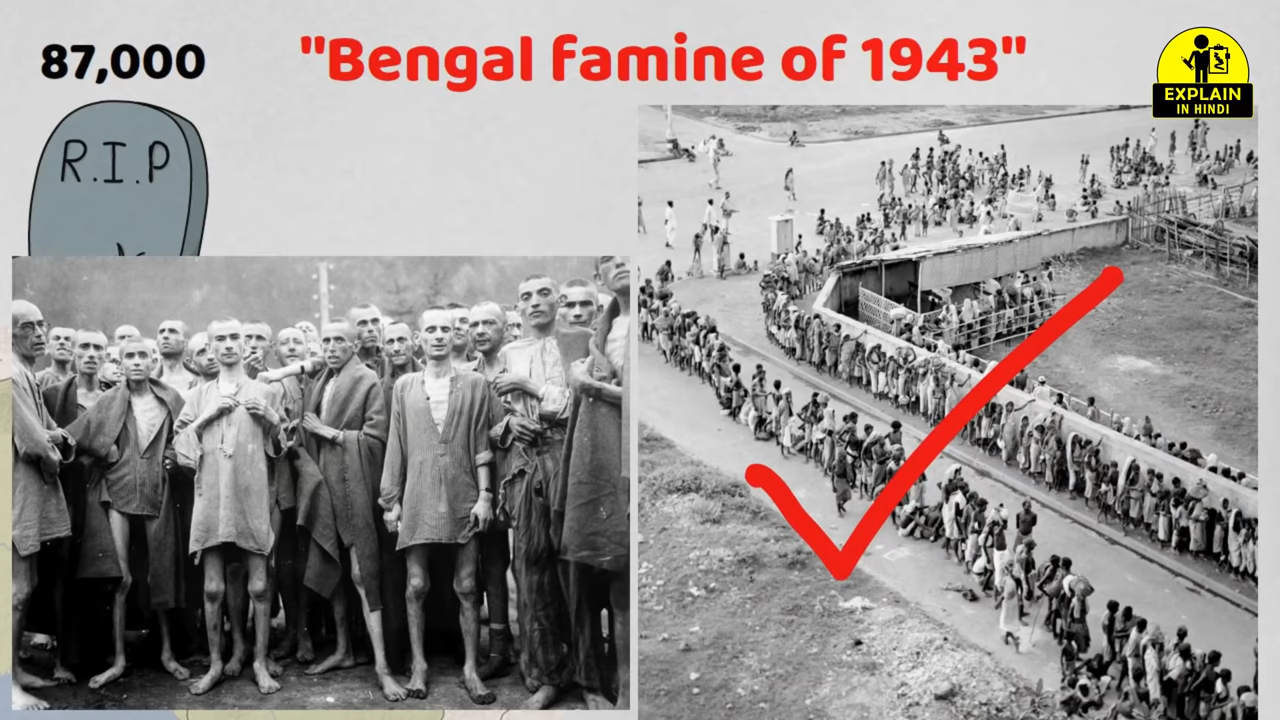 87,000
"Bengal famine of 1943"
EXPLAIN
IN HINDI
R.I.P